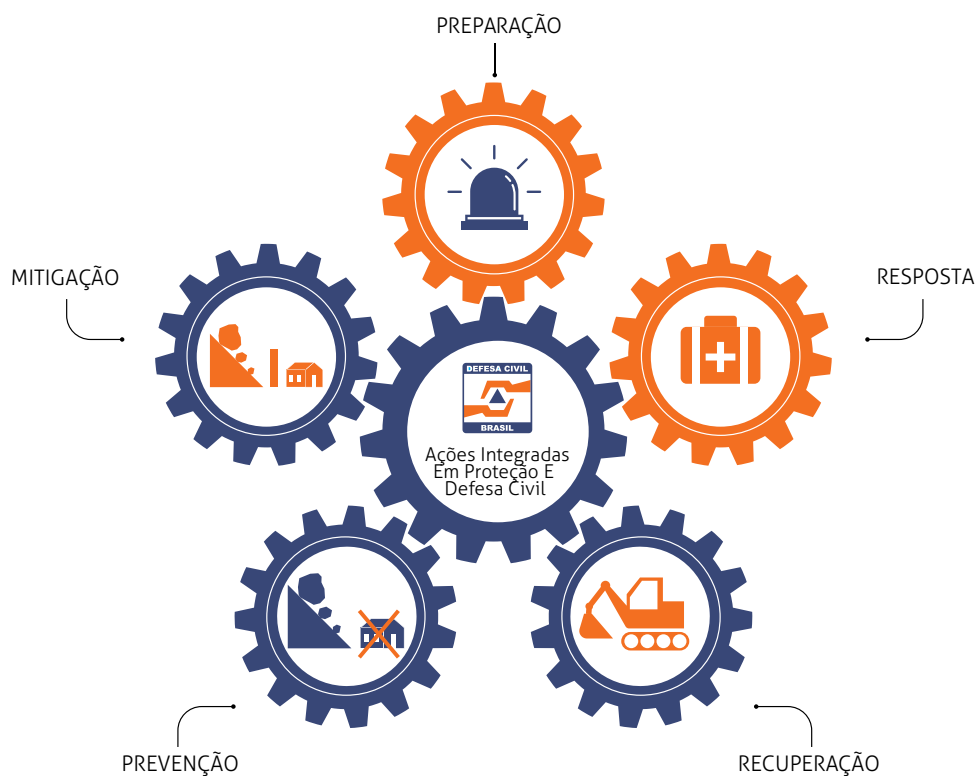 PREPARAÇÃO
MITIGAÇÃO
RESPOSTA
DEFESA CIVIL
BRASIL
Ações Integradas
Em Proteção E
Defesa Civil
PREVENÇÃO
RECUPERAÇÃO